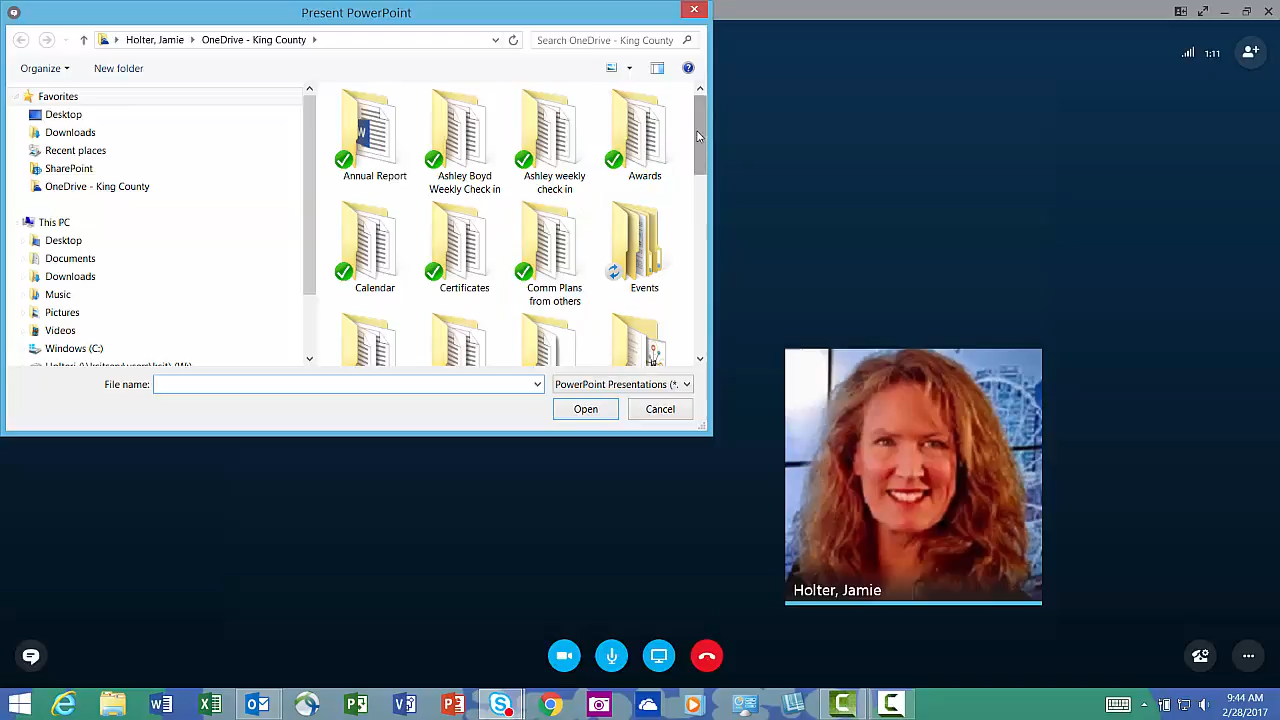 Present PowerPoint
Holter, Jamie
OneDrive - King County
Search OneDrive - King County
1:11
Organize
New folder
Favorites
Desktop
Downloads
Recent places
SharePoint
OneDrive - King County
This PC
Desktop
Documents
Downloads
Music
Pictures
Videos
Windows (C:)
Annual Report
Ashley Boyd
Weekly Check in
Ashley weekly
check in
Awards
Calendar
Certificates
Comm Plans
from others
Events
File name:
PowerPoint Presentations (*.
Open
Cancel
Holter, Jamie
9:44 AM
2/28/2017